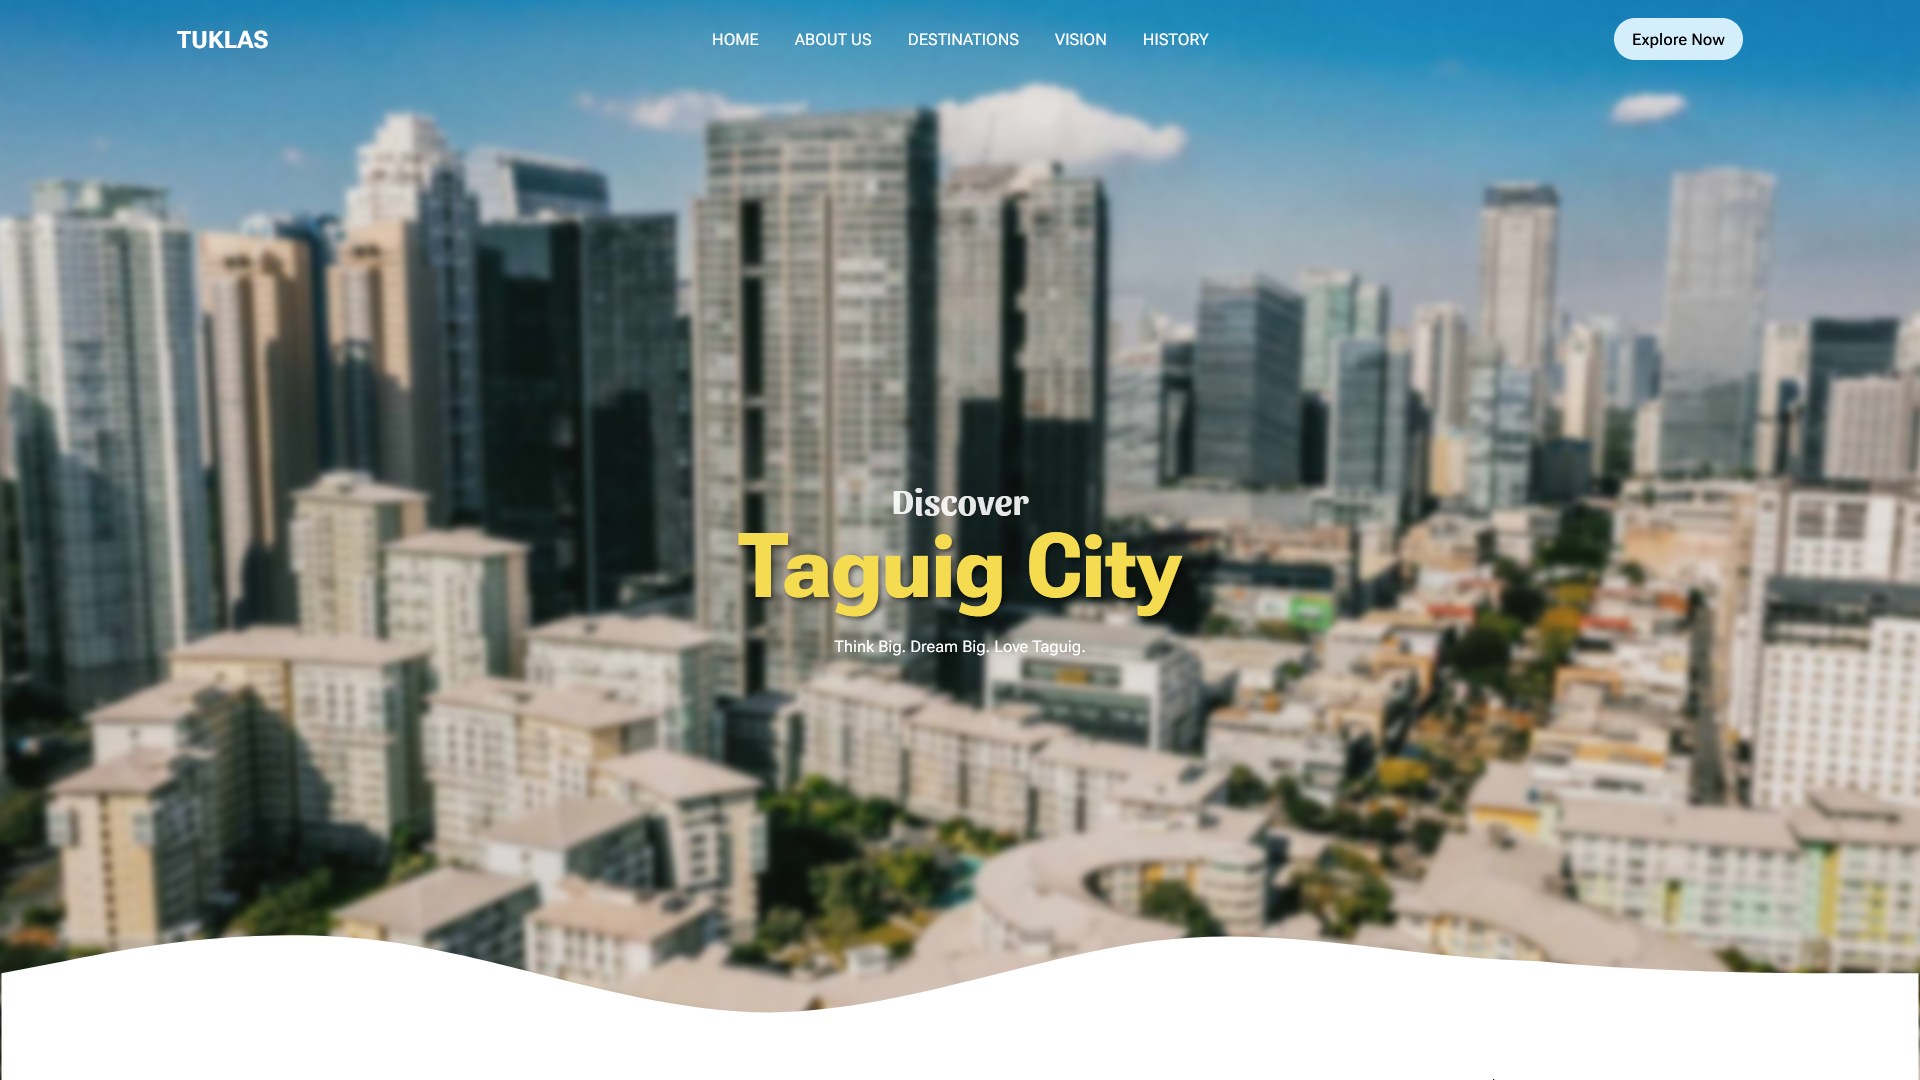 TUKLAS
HOME ABOUT US DESTINATIONS VISION HISTORY
Explore Now
Discover
Taguig City
Think Big. Dream Big. Love Taguig.